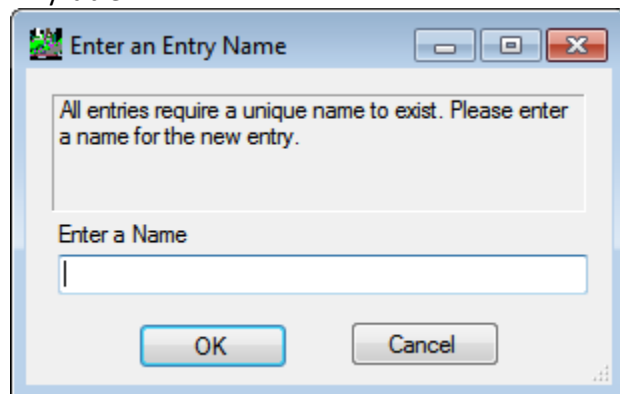 Enter an Entry Name
All entries require a unique name to exist. Please enter
a name for the new entry.
Enter a Name
OK
Cancel